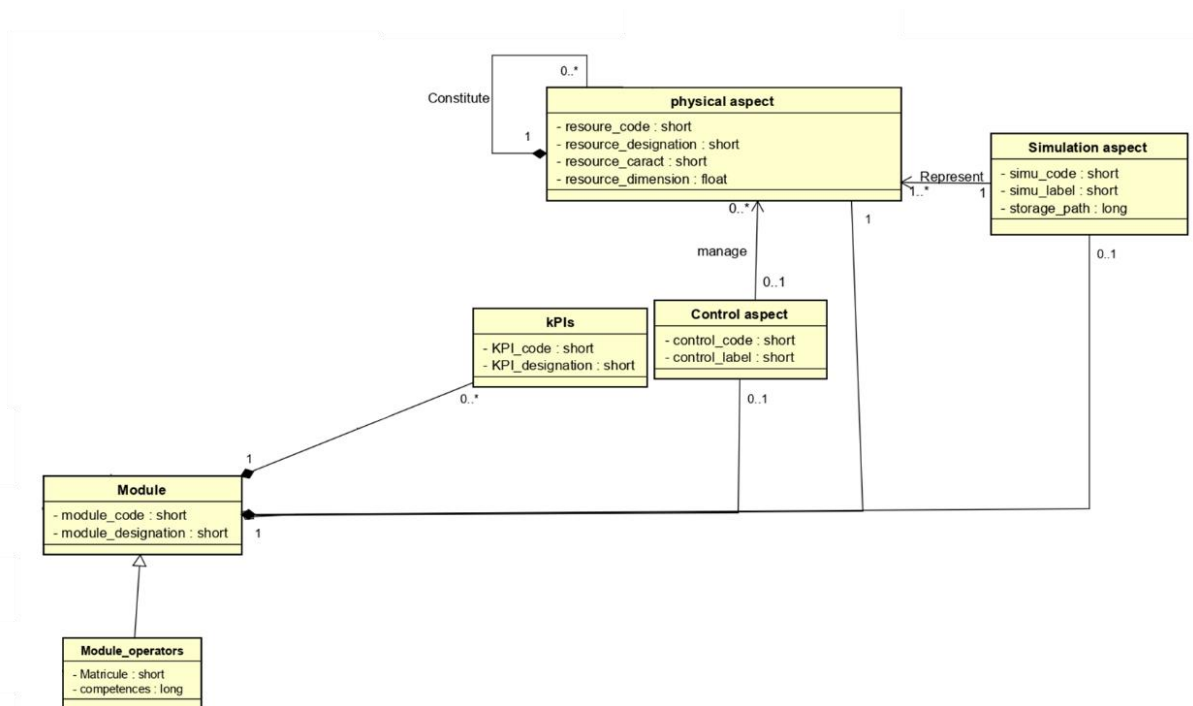 0..*
Constitute
1
physical aspect
- resoure_code : short
- resource_designation : short
- resource_caract : short
- resource_dimension : float
Simulation aspect
- simu_code : short
- simu_label : short
- storage_path : long
Represent
1..*
1
0..*
1
manage
0..1
0..1
kPIs
- KPI_code : short
- KPI_designation : short
Control aspect
- control_code : short
- control_label : short
0..*
0..1
1
Module
- module_code : short
- module_designation : short
1
Module_operators
- Matricule : short
- competences : long